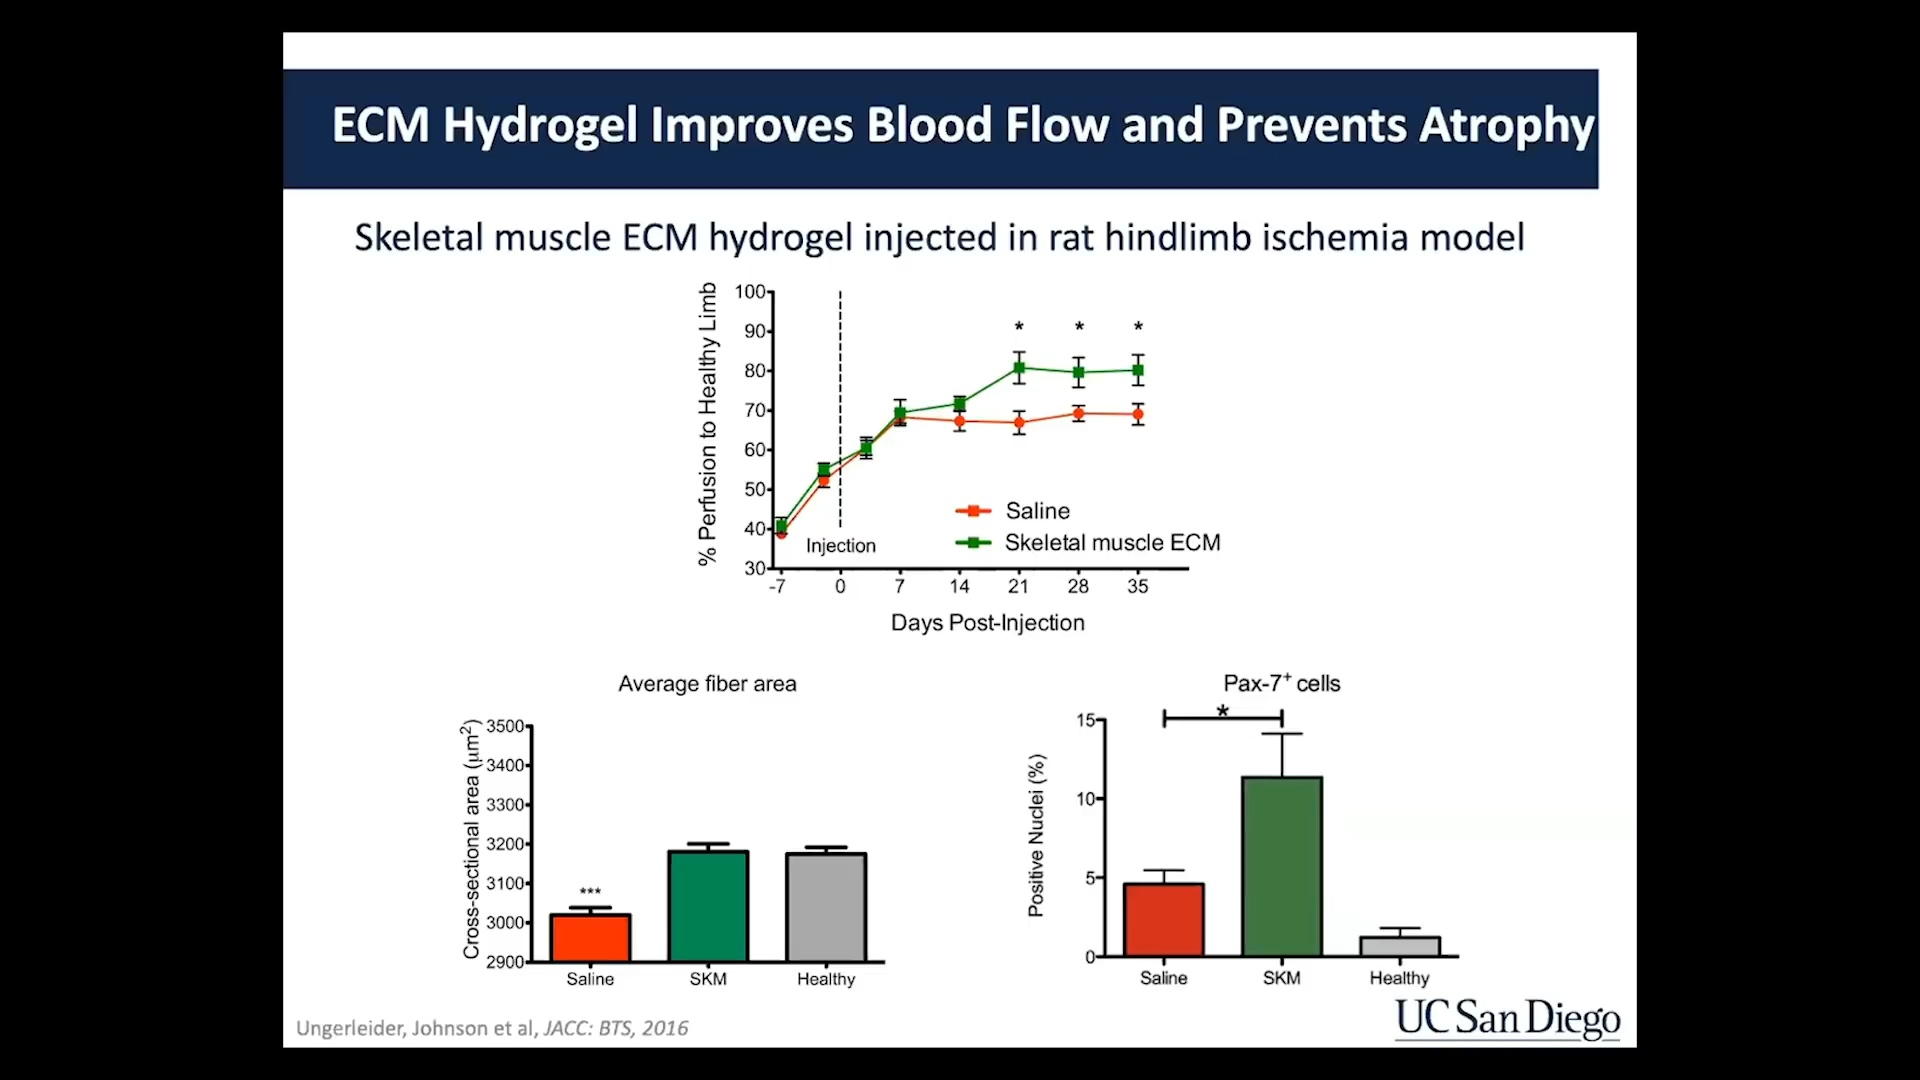 ECM Hydrogel Improves Blood Flow and Prevents Atrophy
Skeletal muscle ECM hydrogel injected in rat hindlimb ischemia model
% Perfusion to Healthy Limb
100
90
80
70
60
50
40
30
* * *
Injection
Saline
Skeletal muscle ECM
-7 0 7 14 21 28 35
Days Post-Injection
Average fiber area
Cross-sectional area (μm²)
3500
3400
3300
3200
3100
3000
2900
***
Saline SKM Healthy
Pax-7⁺ cells
Positive Nuclei (%)
15
10
5
0
*
Saline SKM Healthy
Ungerleider, Johnson et al, JACC: BTS, 2016
UC San Diego